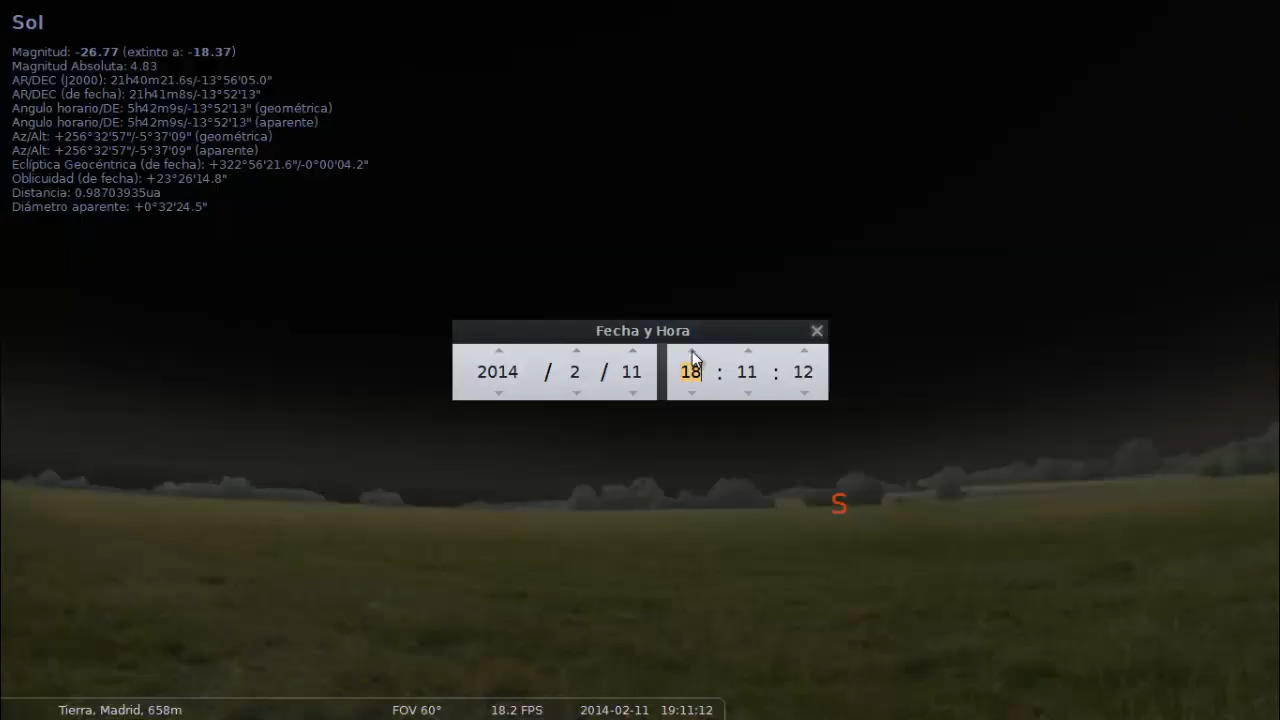 Sol
Magnitud: -26.77 (extinto a: -18.37)
Magnitud Absoluta: 4.83
AR/DEC (J2000): 21h40m21.6s/-13°56'05.0"
AR/DEC (de fecha): 21h41m8s/-13°52'13"
Angulo horario/DE: 5h42m9s/-13°52'13" (geométrica)
Angulo horario/DE: 5h42m9s/-13°52'13" (aparente)
Az/Alt: +256°32'57"/-5°37'09" (geométrica)
Az/Alt: +256°32'57"/-5°37'09" (aparente)
Eclíptica Geocéntrica (de fecha): +322°56'21.6"/-0°00'04.2"
Oblicuidad (de fecha): +23°26'14.8"
Distancia: 0.98703935ua
Diámetro aparente: +0°32'24.5"
Fecha y Hora
2014 / 2 / 11 18 : 11 : 12
S
Tierra, Madrid, 658m FOV 60° 18.2 FPS 2014-02-11 19:11:12